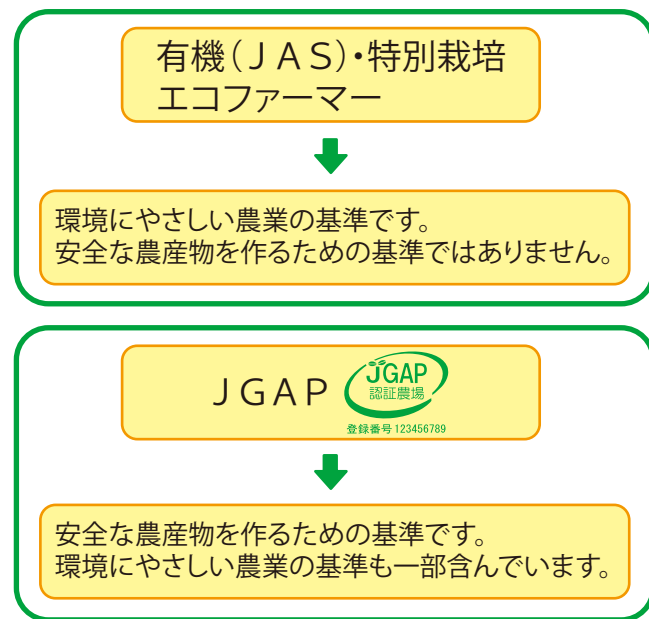 有機(ＪＡＳ)・特別栽培
エコファーマー
環境にやさしい農業の基準です。
安全な農産物を作るための基準ではありません。
ＪＧＡＰ
JGAP
認証農場
登録番号 123456789
安全な農産物を作るための基準です。
環境にやさしい農業の基準も一部含んでいます。